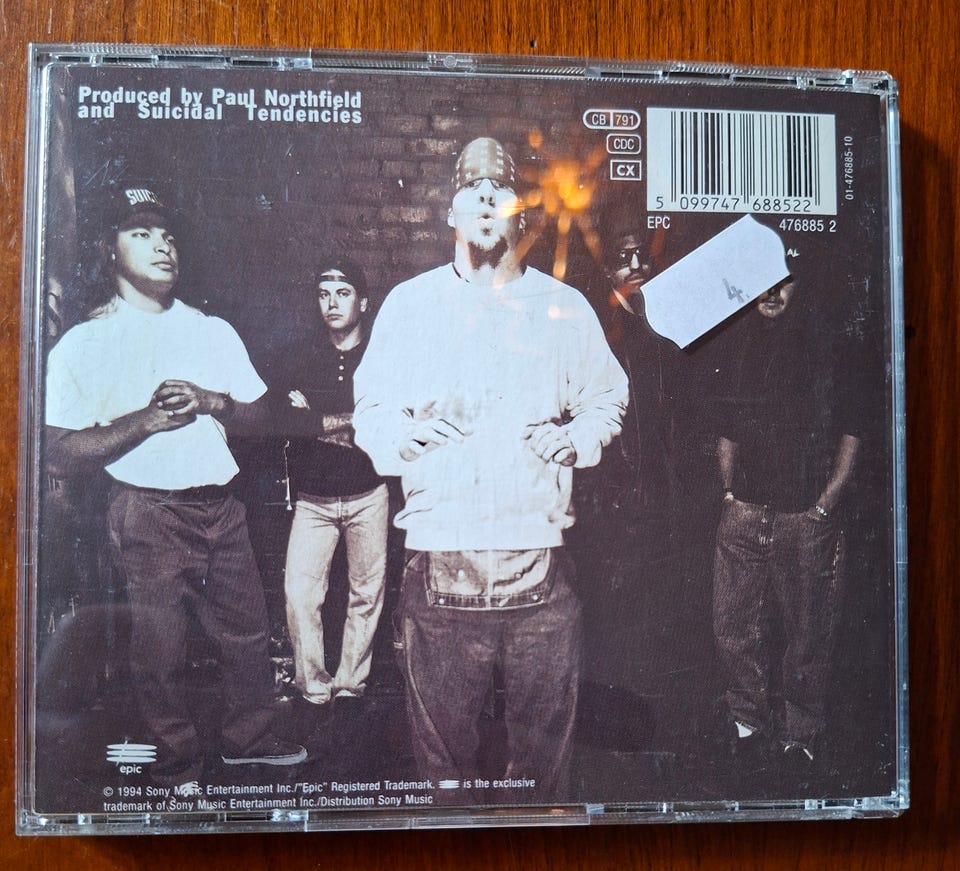 Produced by Paul Northfield
and Suicidal Tendencies
CB 791
CDC
CX
5 099747 688522
01-476885-10
EPC 476885 2
4.
SUIC
AL
epic
© 1994 Sony Music Entertainment Inc./"Epic" Registered Trademark. is the exclusive
trademark of Sony Music Entertainment Inc./Distribution Sony Music